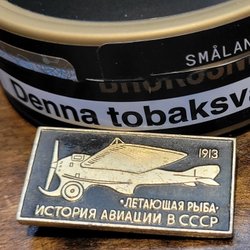 SMÅLAN
Denna tobaksva
1913
"ЛЕТАЮЩАЯ РЫБА"
ИСТОРИЯ АВИАЦИИ В СССР